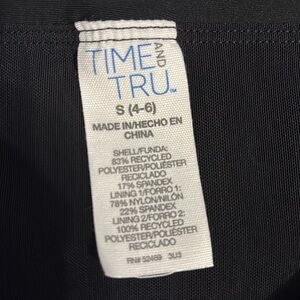 TIME AND
TRU™
S (4-6)
MADE IN/HECHO EN
CHINA
SHELL/FUNDA:
83% RECYCLED
POLYESTER/POLIÉSTER
RECICLADO
17% SPANDEX
LINING 1/FORRO 1:
78% NYLON/NILÓN
22% SPANDEX
LINING 2/FORRO 2:
100% RECYCLED
POLYESTER/POLIÉSTER
RECICLADO
RN# 52469 3U3